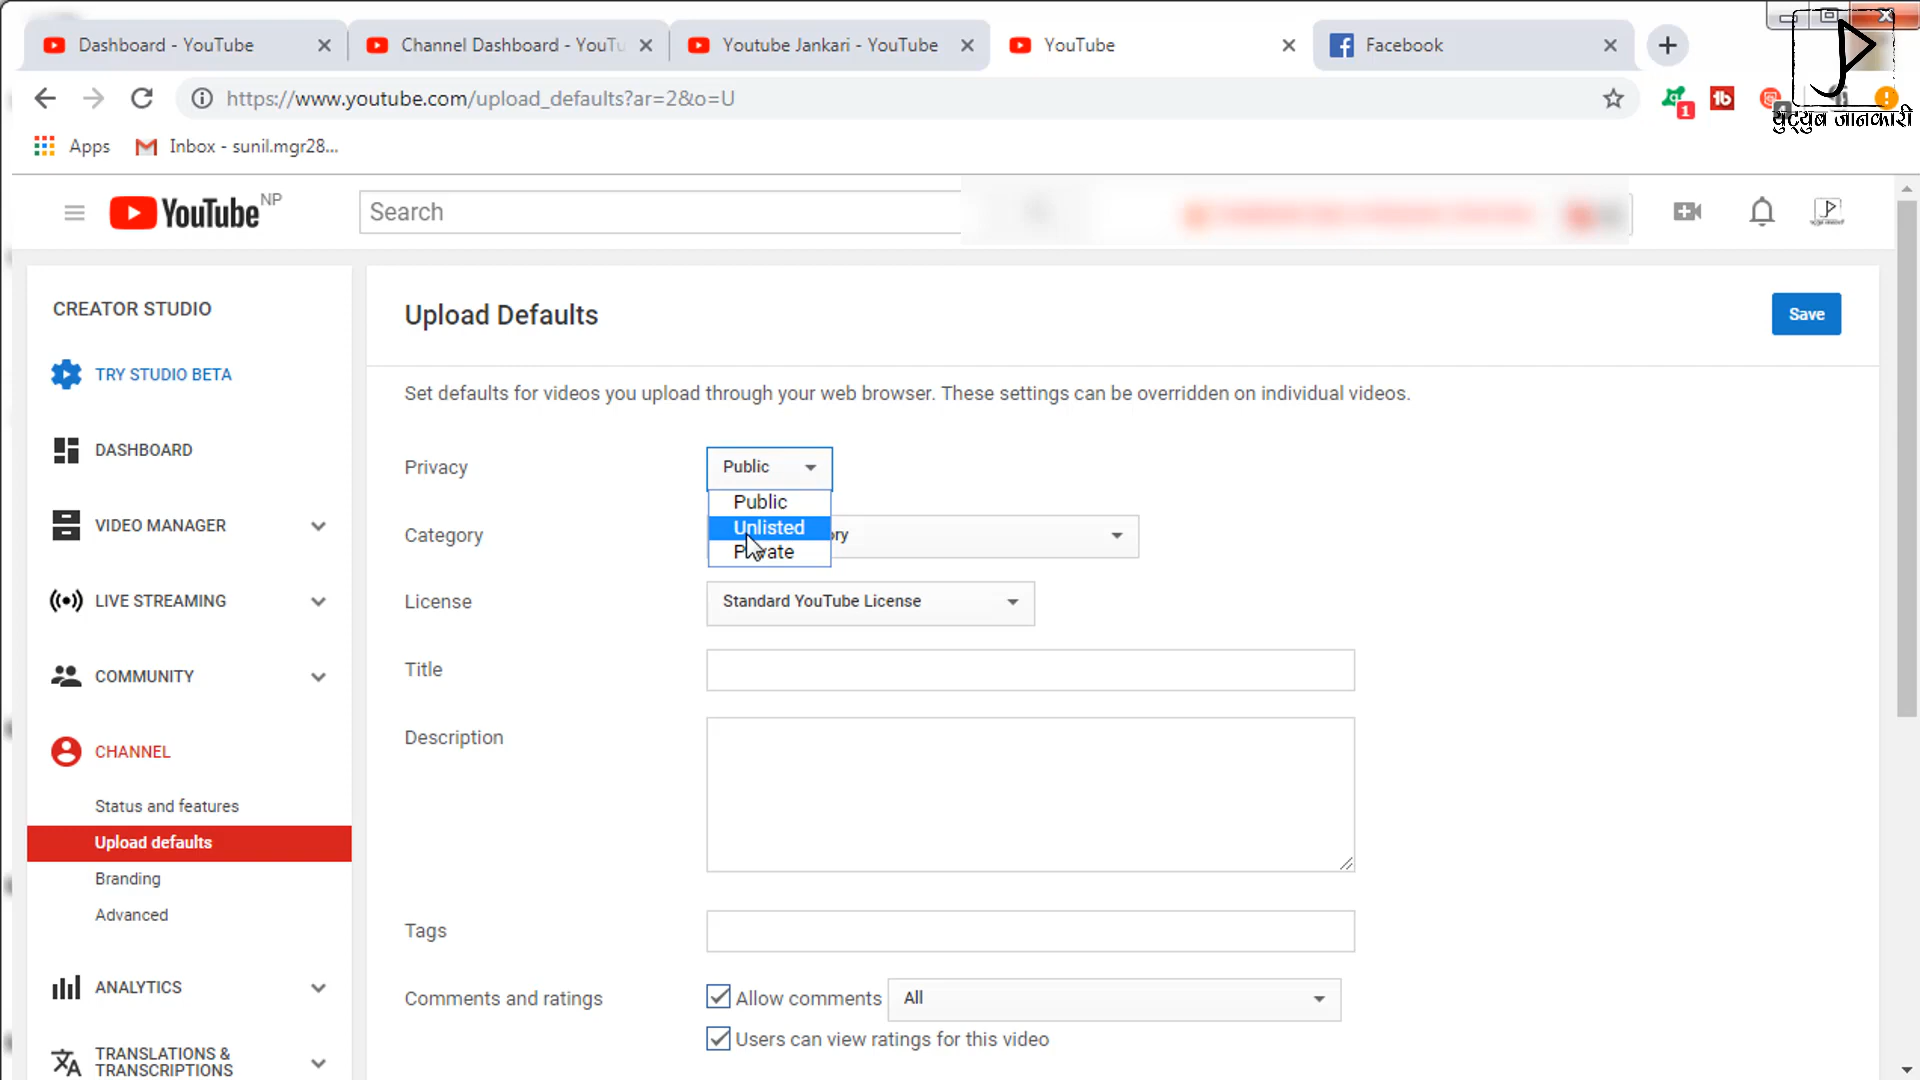 Dashboard - YouTube
Channel Dashboard - YouTu
Youtube Jankari - YouTube
YouTube
Facebook
https://www.youtube.com/upload_defaults?ar=2&o=U
1
यूट्युब जानकारी
Apps
Inbox - sunil.mgr28...
YouTube NP
Search
CREATOR STUDIO
Upload Defaults
Save
TRY STUDIO BETA
Set defaults for videos you upload through your web browser. These settings can be overridden on individual videos.
DASHBOARD
Privacy
Public
Public
Unlisted
Private
VIDEO MANAGER
Category
ory
LIVE STREAMING
License
Standard YouTube License
COMMUNITY
Title
Description
CHANNEL
Status and features
Upload defaults
Branding
Advanced
Tags
ANALYTICS
Comments and ratings
Allow comments
All
Users can view ratings for this video
TRANSLATIONS &
TRANSCRIPTIONS